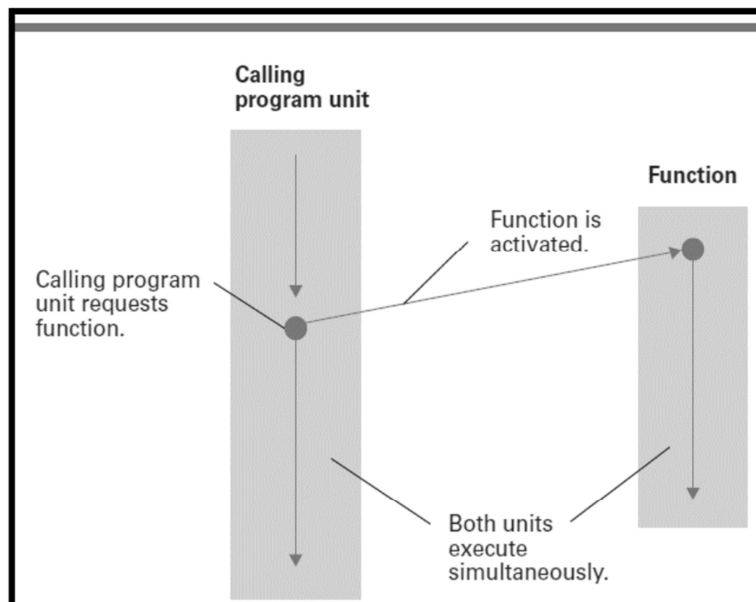 Calling
program unit
Function
Function is
activated.
Calling program
unit requests
function.
Both units
execute
simultaneously.